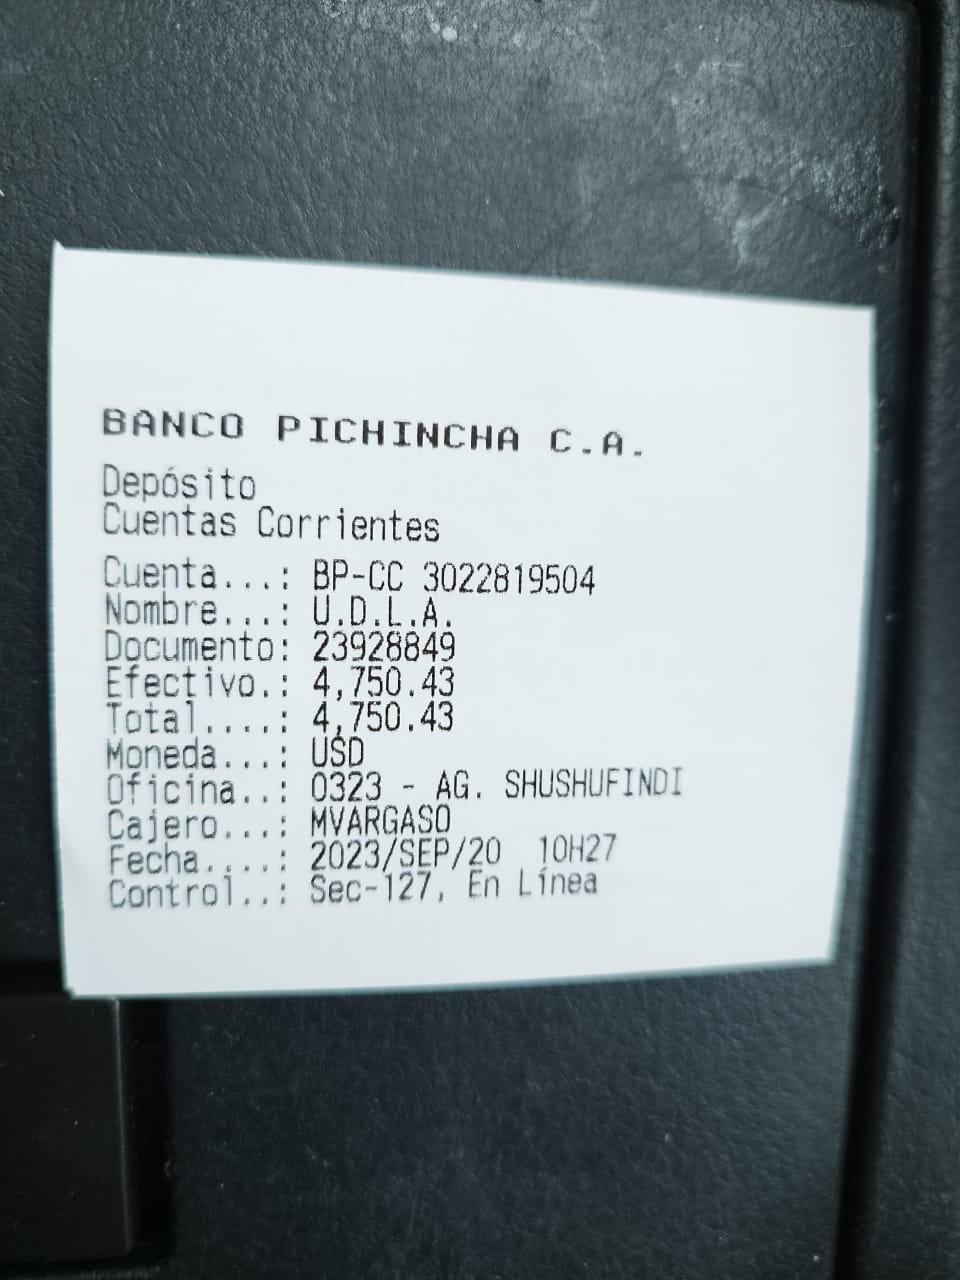 BANCO PICHINCHA C.A.
Depósito
Cuentas Corrientes
Cuenta...: BP-CC 3022819504
Nombre...: U.D.L.A.
Documento: 23928849
Efectivo.: 4,750.43
Total....: 4,750.43
Moneda...: USD
Oficina..: 0323 - AG. SHUSHUFINDI
Cajero...: MVARGASO
Fecha....: 2023/SEP/20 10H27
Control..: Sec-127, En Línea